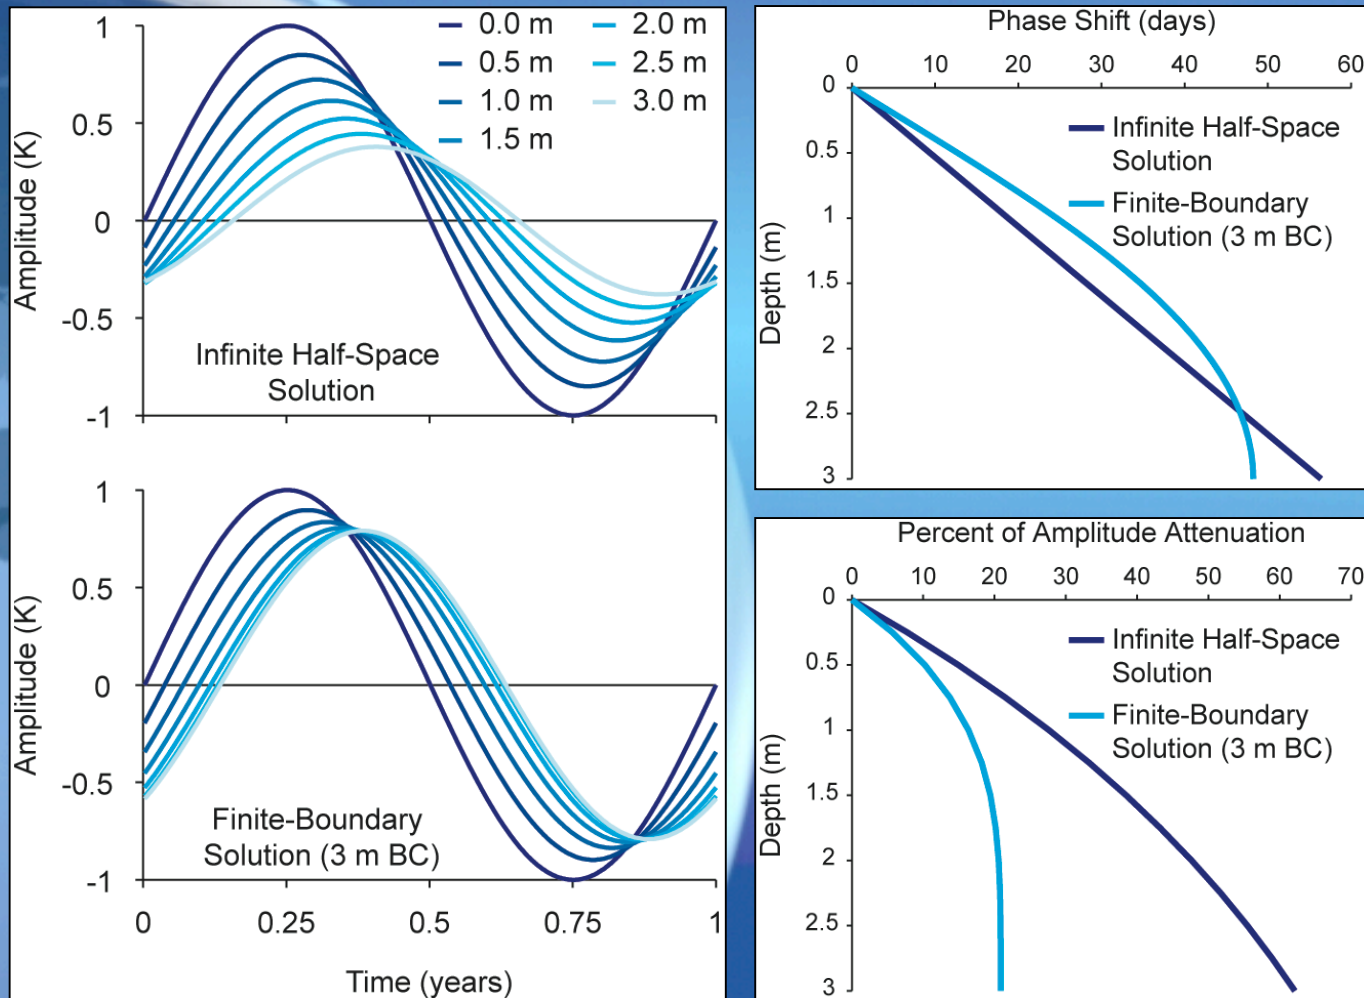 1
0.5
0
-0.5
-1
Amplitude (K)
0.0 m
0.5 m
1.0 m
1.5 m
2.0 m
2.5 m
3.0 m
Infinite Half-Space
Solution
1
0.5
0
-0.5
-1
Amplitude (K)
Finite-Boundary
Solution (3 m BC)
0 0.25 0.5 0.75 1
Time (years)
Phase Shift (days)
0 10 20 30 40 50 60
0
0.5
1
1.5
2
2.5
3
Depth (m)
Infinite Half-Space
Solution
Finite-Boundary
Solution (3 m BC)
Percent of Amplitude Attenuation
0 10 20 30 40 50 60 70
0
0.5
1
1.5
2
2.5
3
Depth (m)
Infinite Half-Space
Solution
Finite-Boundary
Solution (3 m BC)